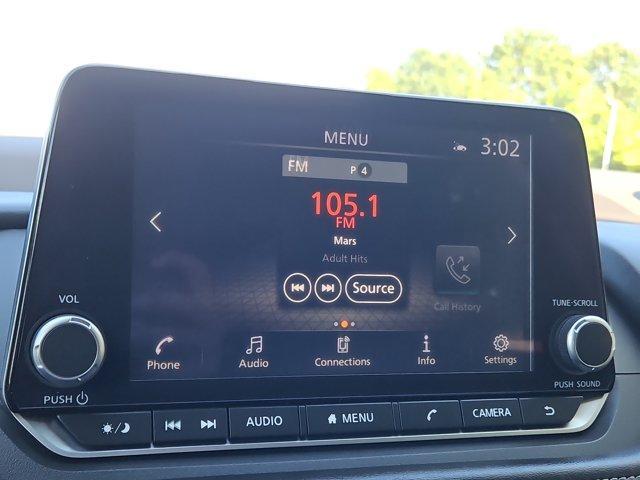 MENU
3:02
FM P 4
105.1
FM
Mars
Adult Hits
Source
Call History
VOL
TUNE·SCROLL
Phone Audio Connections Info Settings
PUSH
PUSH SOUND
AUDIO MENU CAMERA